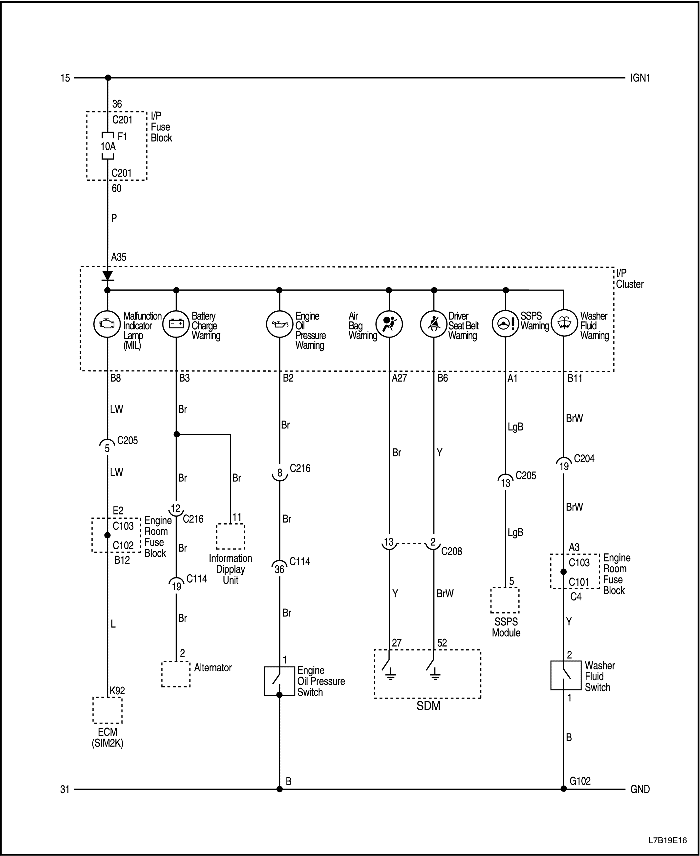 15
IGN1
36
C201
F1
10A
C201
60
I/P
Fuse
Block
P
A35
I/P
Cluster
Malfunction
Indicator
Lamp
(MIL)
Battery
Charge
Warning
Engine
Oil
Pressure
Warning
Air
Bag
Warning
Driver
Seat Belt
Warning
SSPS
Warning
Washer
Fluid
Warning
B8
B3
B2
A27
B6
A1
B11
LW
Br
Br
Br
Y
LgB
BrW
5
C205
LW
Br
Br
8
C216
13
C205
19
C204
E2
C103
C102
B12
Engine
Room
Fuse
Block
12
C216
Br
11
Information
Dipplay
Unit
Br
13
2
C208
LgB
BrW
A3
C103
C101
C4
Engine
Room
Fuse
Block
19
C114
36
C114
L
Br
Br
Y
BrW
5
SSPS
Module
Y
2
Alternator
1
Engine
Oil Pressure
Switch
27
52
SDM
2
Washer
Fluid
Switch
1
K92
ECM
(SIM2K)
B
B
31
G102
GND
L7B19E16